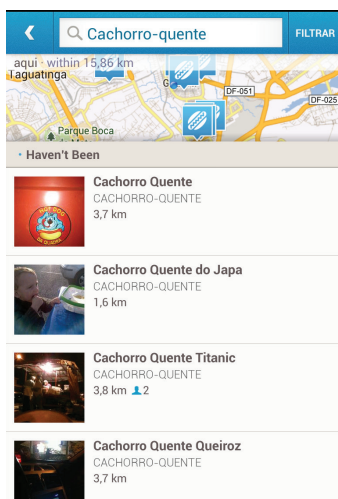 Cachorro-quente
FILTRAR
aqui · within 15,86 km
Taguatinga
DF-051
DF-025
Parque Boca
· Haven't Been
Cachorro Quente
CACHORRO-QUENTE
3,7 km
HOT DOG
Cachorro Quente do Japa
CACHORRO-QUENTE
1,6 km
Cachorro Quente Titanic
CACHORRO-QUENTE
3,8 km 2
Cachorro Quente Queiroz
CACHORRO-QUENTE
3,7 km